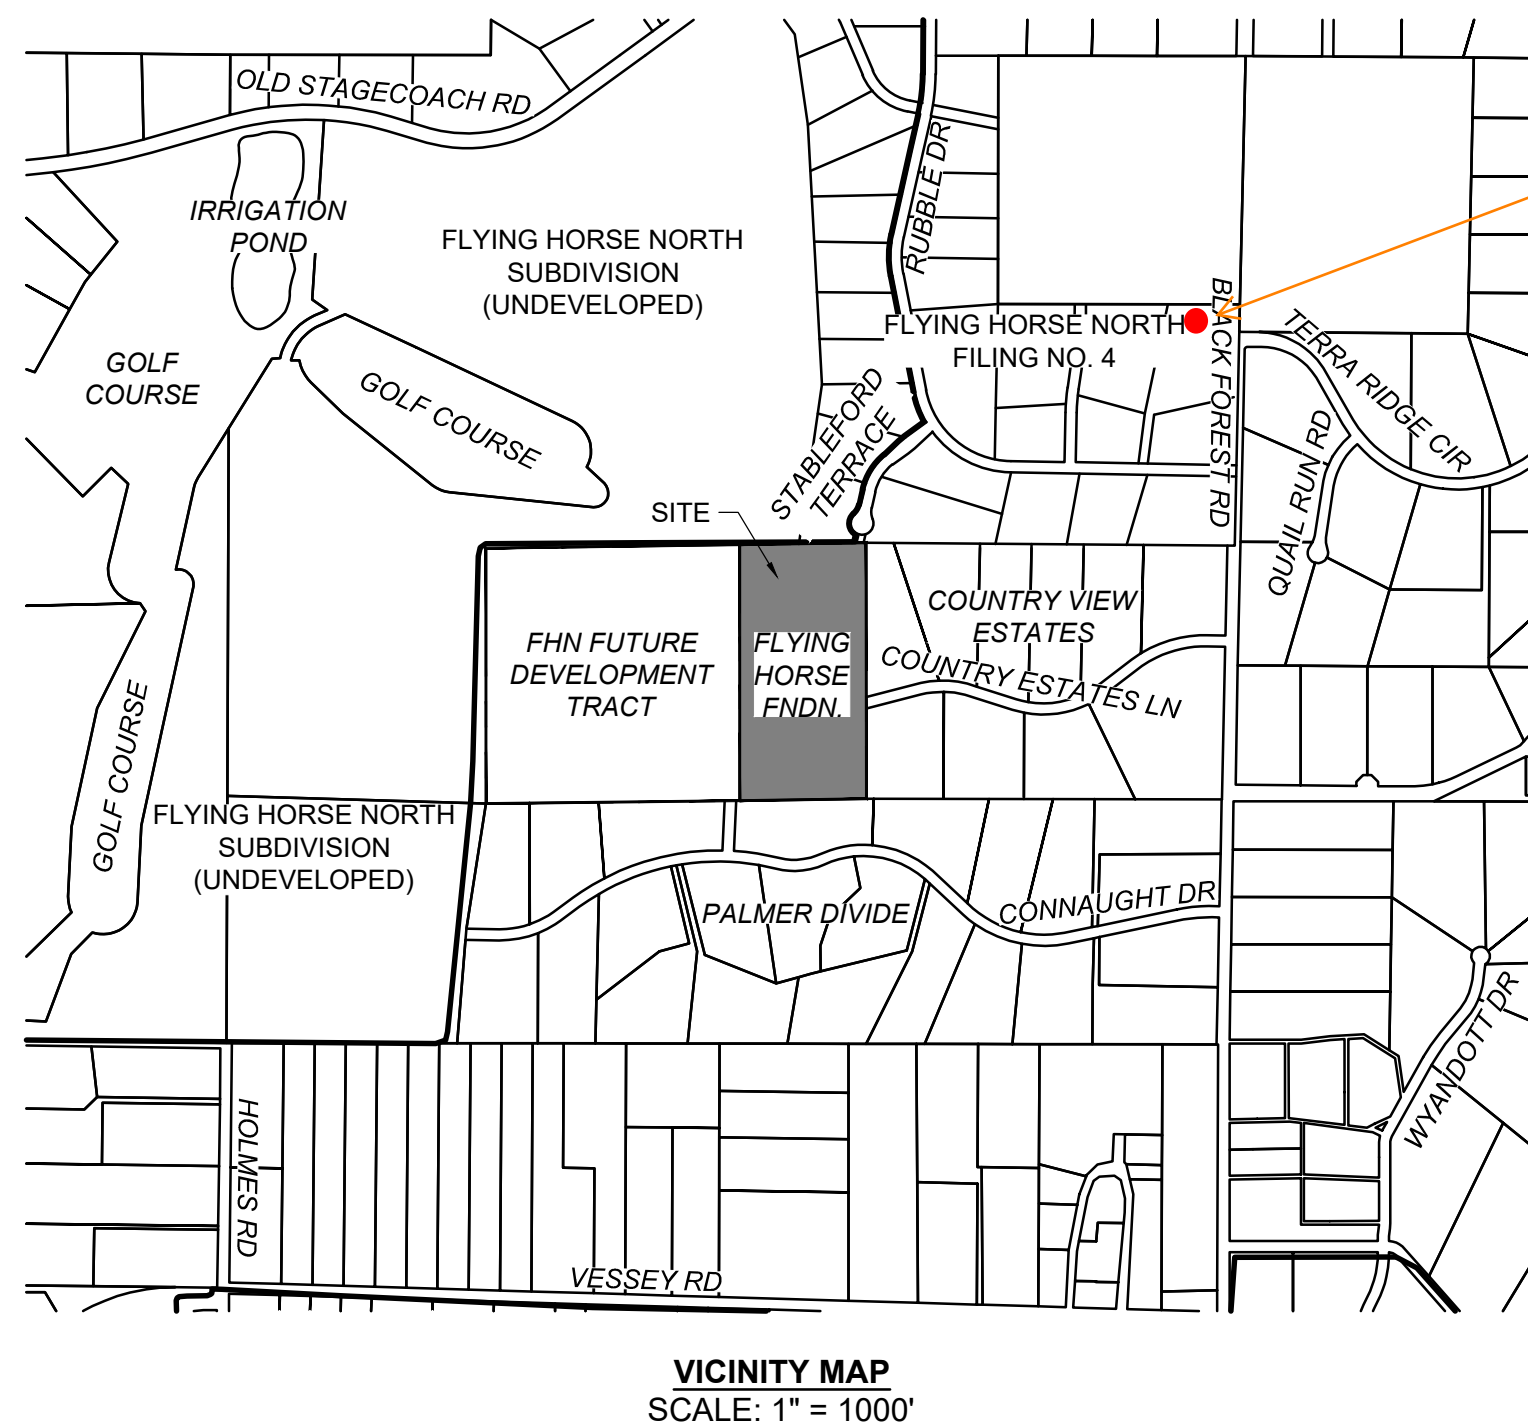 OLD STAGECOACH RD
RUBBLE DR
IRRIGATION
POND
FLYING HORSE NORTH
SUBDIVISION
(UNDEVELOPED)
BLACK FOREST RD
FLYING HORSE NORTH
FILING NO. 4
TERRA RIDGE CIR
GOLF
COURSE
GOLF COURSE
STABLEFORD
TERRACE
QUAIL RUN RD
SITE
COUNTRY VIEW
ESTATES
FHN FUTURE
DEVELOPMENT
TRACT
FLYING
HORSE
FNDN.
COUNTRY ESTATES LN
GOLF COURSE
FLYING HORSE NORTH
SUBDIVISION
(UNDEVELOPED)
PALMER DIVIDE
CONNAUGHT DR
WYANDOTT DR
HOLMES RD
VESSEY RD
VICINITY MAP
SCALE: 1" = 1000'